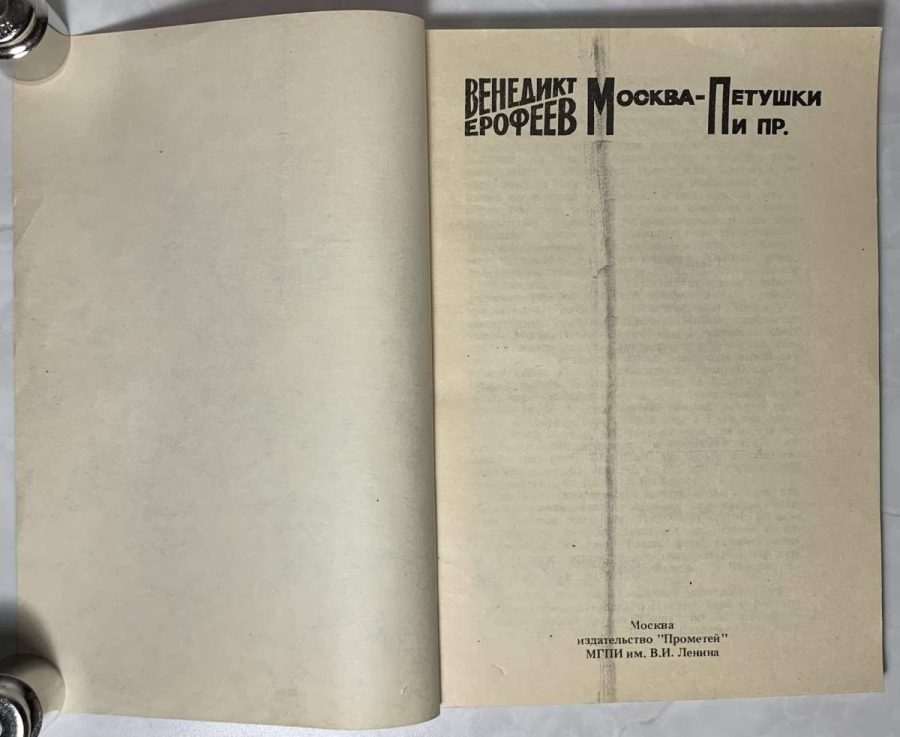 ВЕНЕДИКТ
ЕРОФЕЕВ
МОСКВА-ПЕТУШКИ
И ПР.
Москва
издательство "Прометей"
МГПИ им. В.И. Ленина